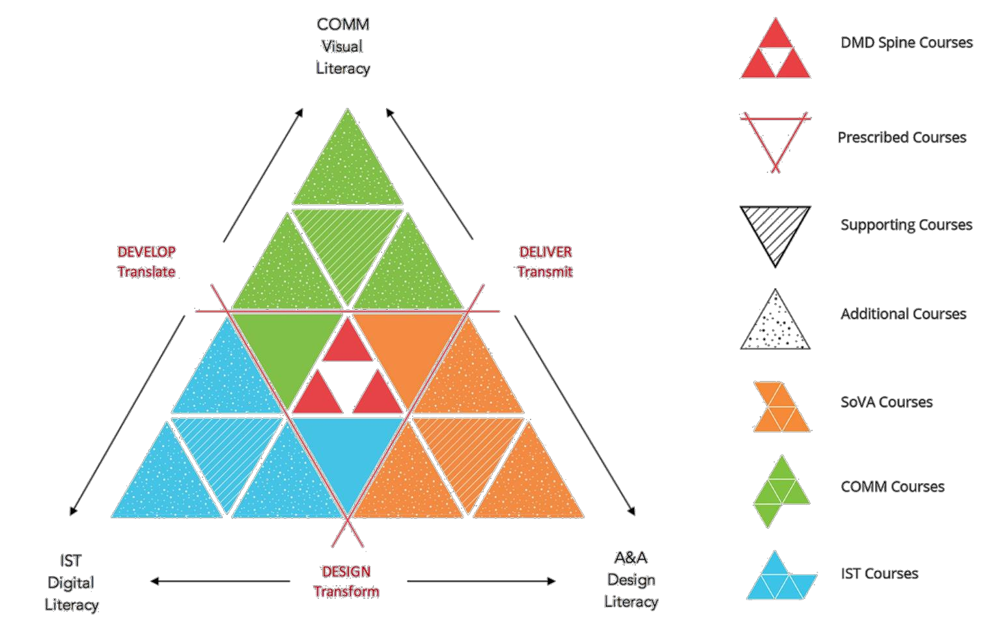 COMM
Visual
Literacy
DEVELOP
Translate
DELIVER
Transmit
DESIGN
Transform
IST
Digital
Literacy
A&A
Design
Literacy
DMD Spine Courses
Prescribed Courses
Supporting Courses
Additional Courses
SoVA Courses
COMM Courses
IST Courses